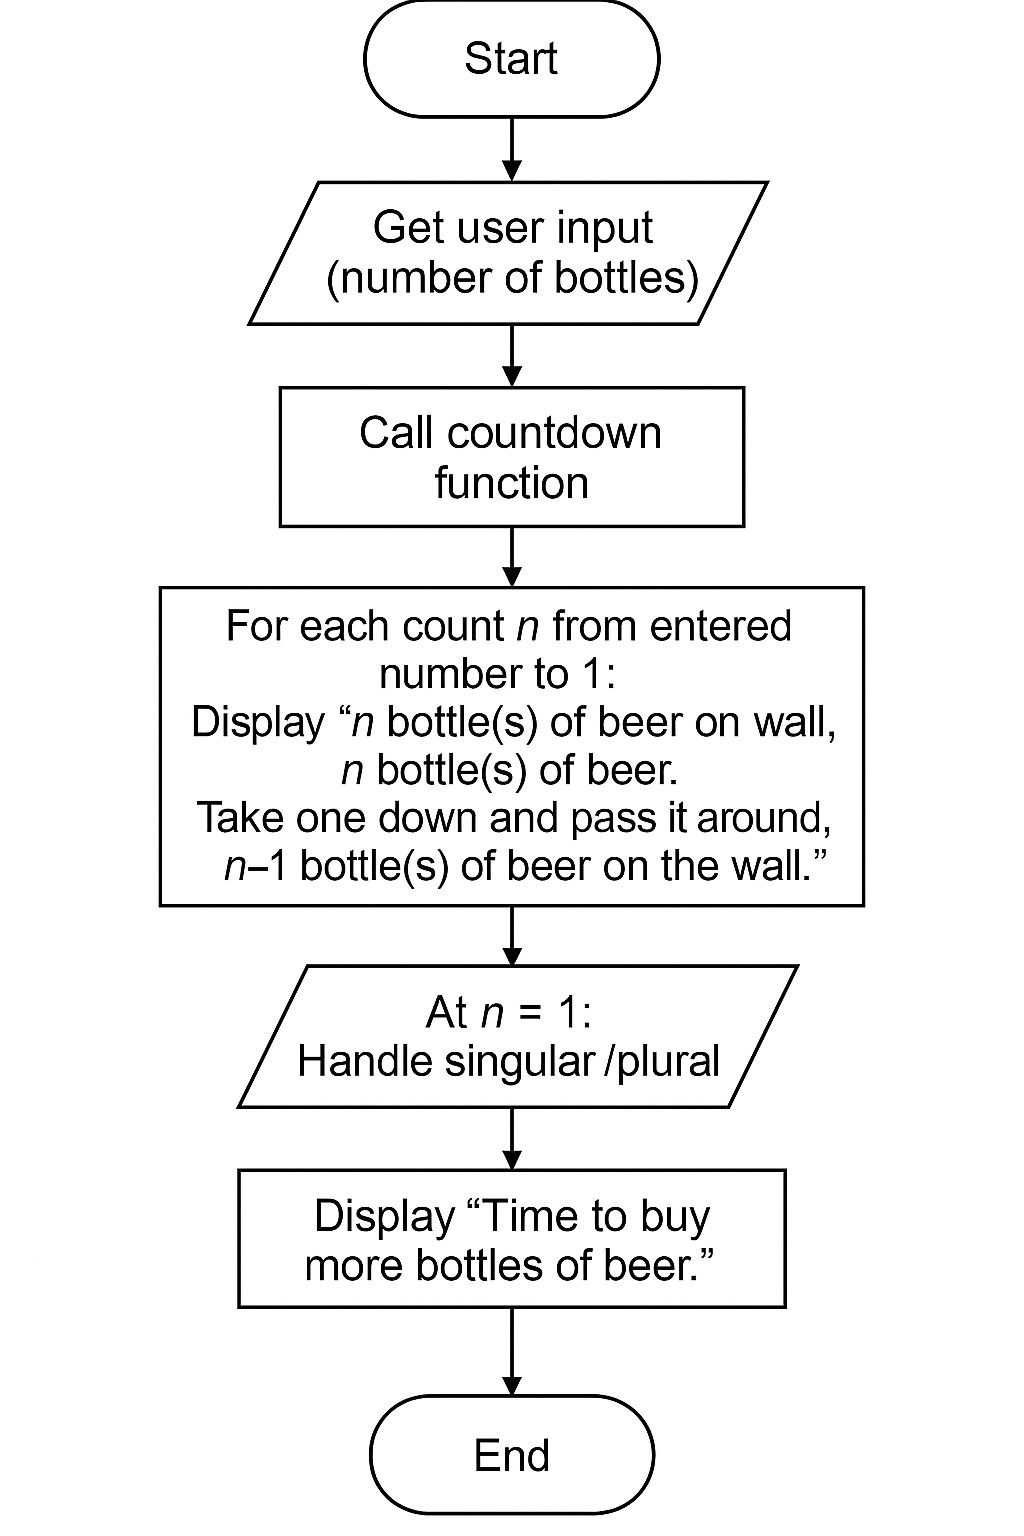 Start
Get user input
(number of bottles)
Call countdown
function
For each count n from entered
number to 1:
Display “n bottle(s) of beer on wall,
n bottle(s) of beer.
Take one down and pass it around,
n–1 bottle(s) of beer on the wall.”
At n = 1:
Handle singular /plural
Display “Time to buy
more bottles of beer.”
End